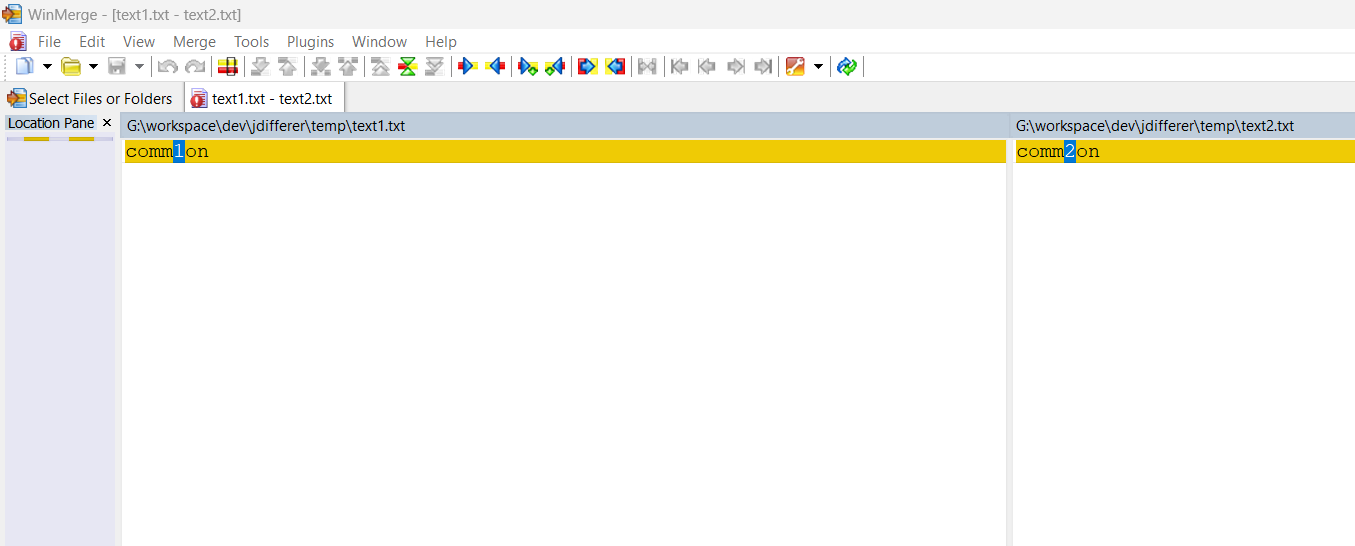 WinMerge - [text1.txt - text2.txt]
File Edit View Merge Tools Plugins Window Help
Select Files or Folders text1.txt - text2.txt
Location Pane × G:\workspace\dev\jdifferer\temp\text1.txt G:\workspace\dev\jdifferer\temp\text2.txt
comm1on comm2on